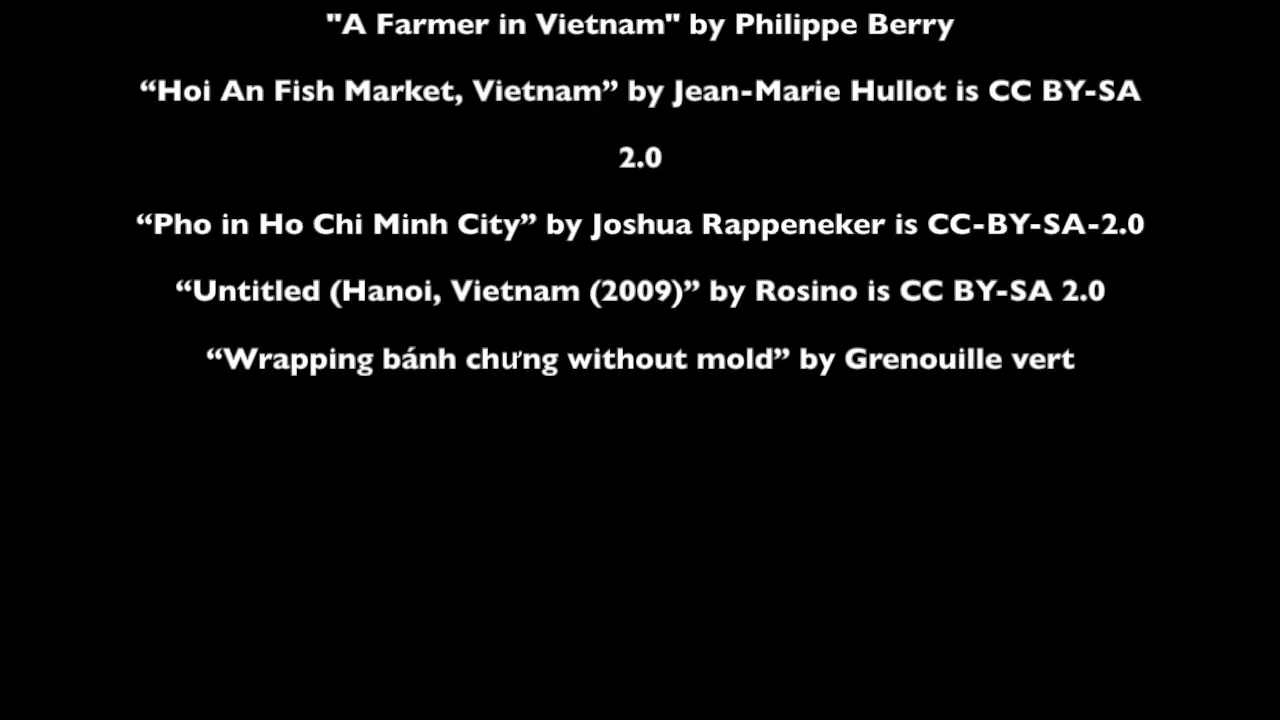 "A Farmer in Vietnam" by Philippe Berry
“Hoi An Fish Market, Vietnam” by Jean-Marie Hullot is CC BY-SA
2.0
“Pho in Ho Chi Minh City” by Joshua Rappeneker is CC-BY-SA-2.0
“Untitled (Hanoi, Vietnam (2009)” by Rosino is CC BY-SA 2.0
“Wrapping bánh chưng without mold” by Grenouille vert